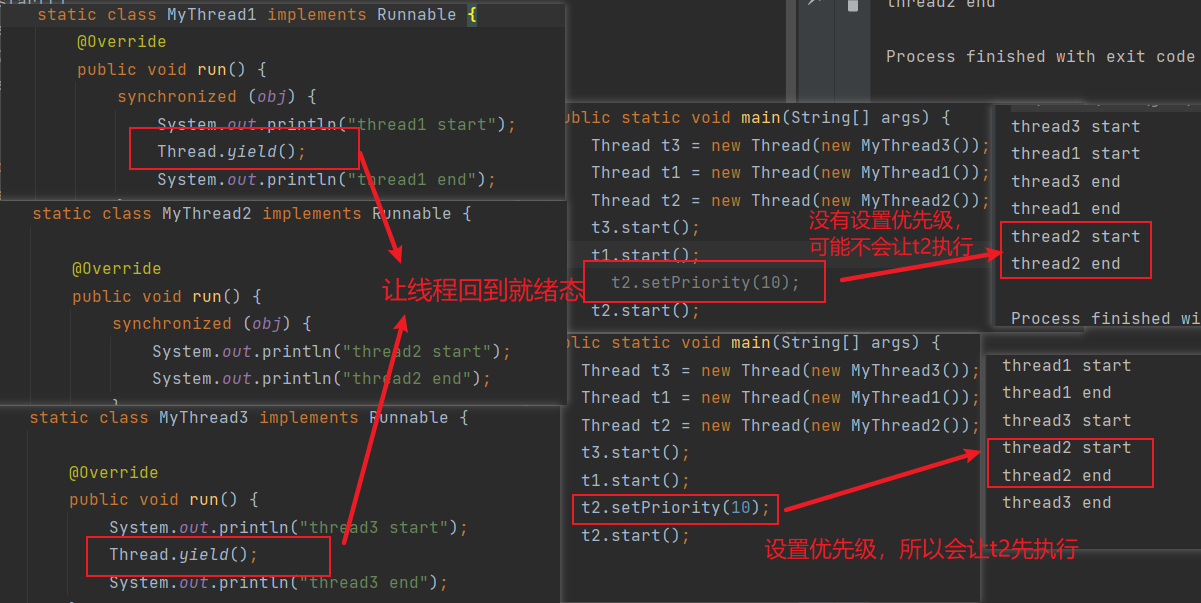 static class MyThread1 implements Runnable {
@Override
public void run() {
synchronized (obj) {
System.out.println("thread1 start");
Thread.yield();
System.out.println("thread1 end");
static class MyThread2 implements Runnable {
@Override
public void run() {
synchronized (obj) {
System.out.println("thread2 start");
System.out.println("thread2 end");
static class MyThread3 implements Runnable {
@Override
public void run() {
System.out.println("thread3 start");
Thread.yield();
System.out.println("thread3 end");
让线程回到就绪态
thread2 end
Process finished with exit code
ublic static void main(String[] args) {
Thread t3 = new Thread(new MyThread3());
Thread t1 = new Thread(new MyThread1());
Thread t2 = new Thread(new MyThread2());
t3.start();
t1.start();
t2.setPriority(10);
t2.start();
没有设置优先级，
可能不会让t2执行
thread3 start
thread1 start
thread3 end
thread1 end
thread2 start
thread2 end
Process finished wi
blic static void main(String[] args) {
Thread t3 = new Thread(new MyThread3());
Thread t1 = new Thread(new MyThread1());
Thread t2 = new Thread(new MyThread2());
t3.start();
t1.start();
t2.setPriority(10);
t2.start();
设置优先级，所以会让t2先执行
thread1 start
thread1 end
thread3 start
thread2 start
thread2 end
thread3 end